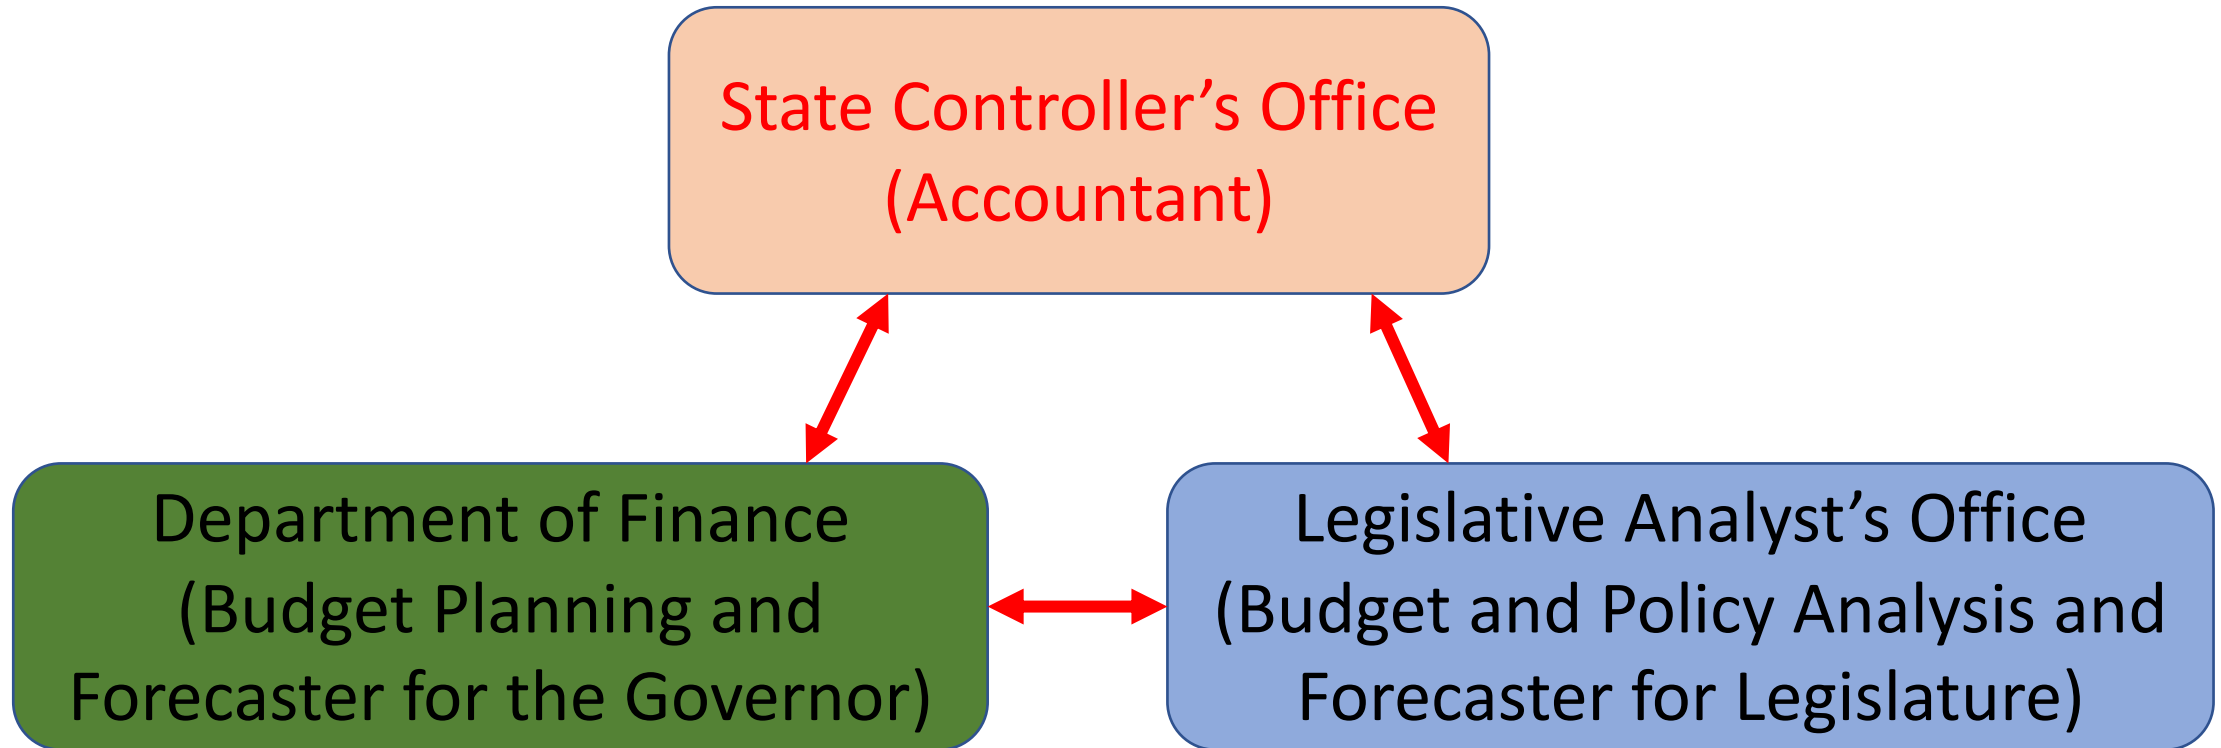 State Controller’s Office
(Accountant)
Department of Finance
(Budget Planning and
Forecaster for the Governor)
Legislative Analyst’s Office
(Budget and Policy Analysis and
Forecaster for Legislature)